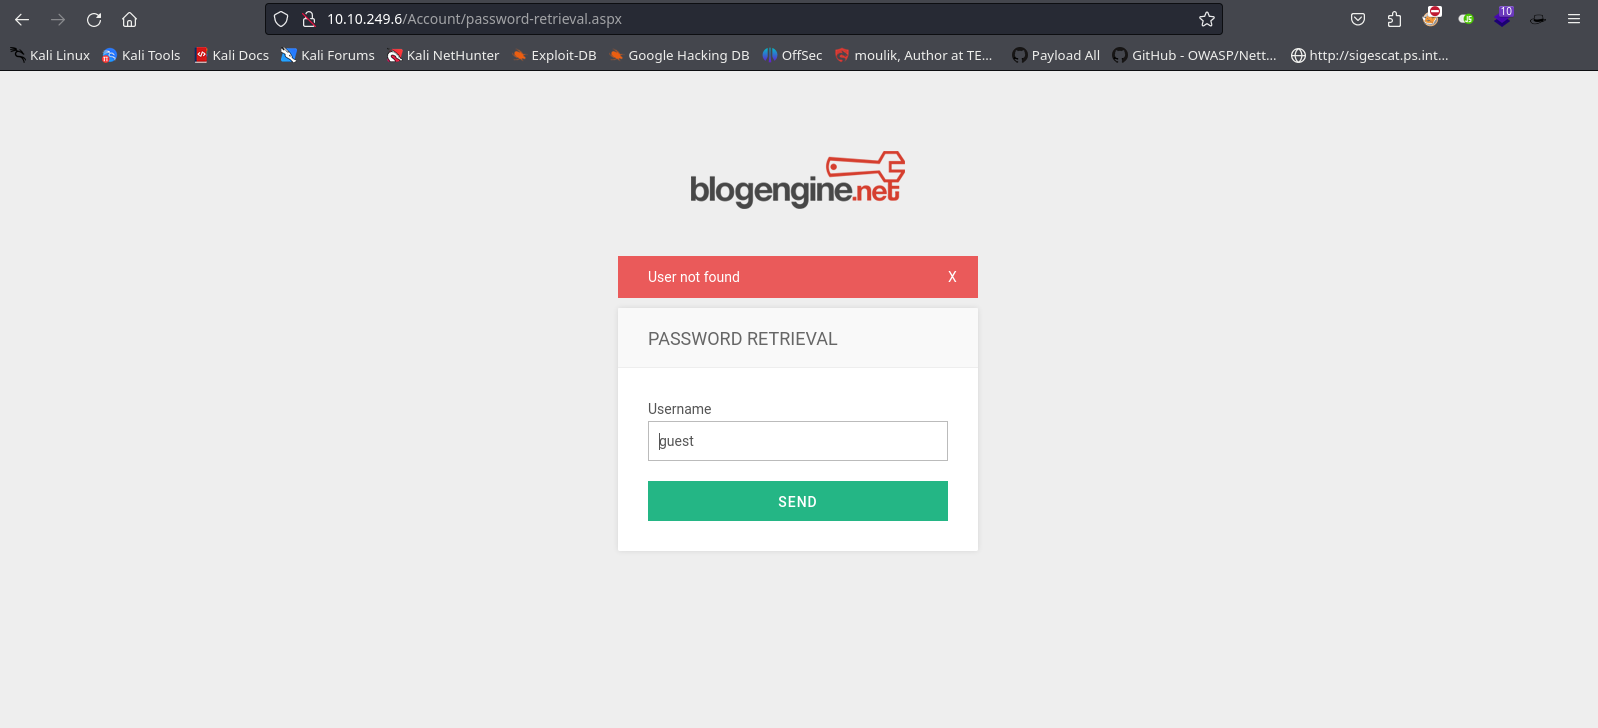 10.10.249.6/Account/password-retrieval.aspx
10
Kali Linux Kali Tools Kali Docs Kali Forums Kali NetHunter Exploit-DB Google Hacking DB OffSec moulik, Author at TE... Payload All GitHub - OWASP/Nett... http://sigescat.ps.int...
blogengine.net
User not found X
PASSWORD RETRIEVAL
Username
guest
SEND